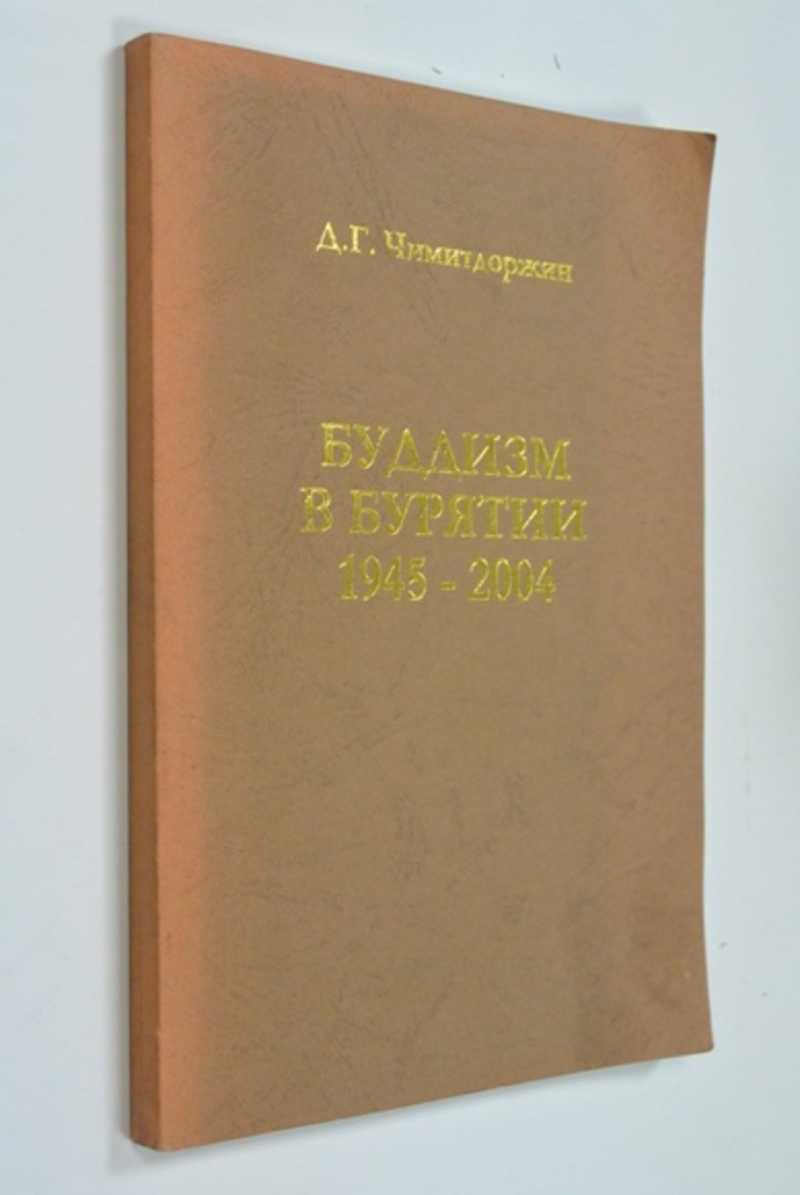 Д.Г. Чимитдоржин
БУДДИЗМ
В БУРЯТИИ
1945 - 2004